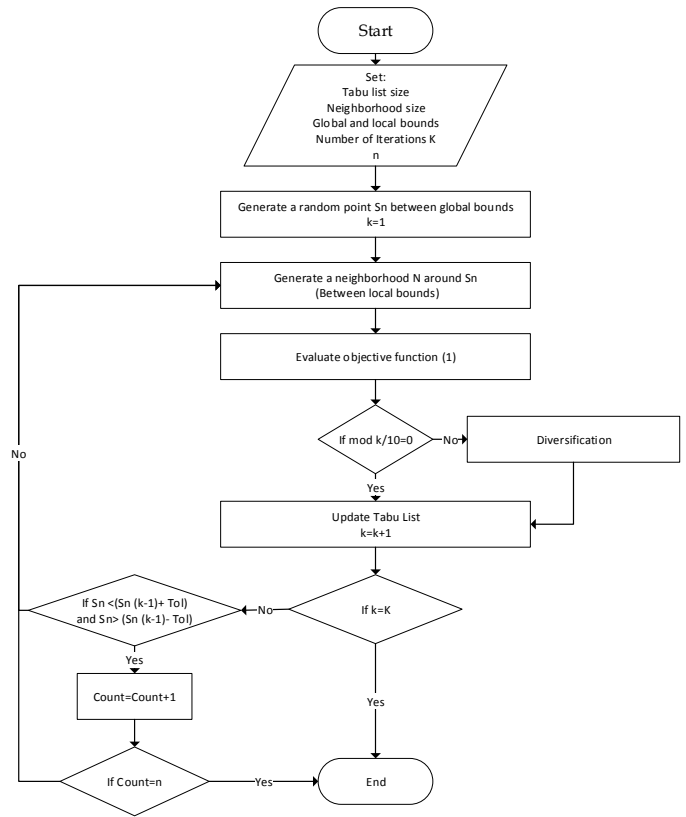 Start
Set:
Tabu list size
Neighborhood size
Global and local bounds
Number of Iterations K
n
Generate a random point Sn between global bounds
k=1
Generate a neighborhood N around Sn
(Between local bounds)
Evaluate objective function (1)
If mod k/10=0
No
Diversification
Yes
Update Tabu List
k=k+1
If k=K
No
If Sn <(Sn (k-1)+ Tol)
and Sn> (Sn (k-1)- Tol)
No
Yes
Count=Count+1
Yes
If Count=n
Yes
End